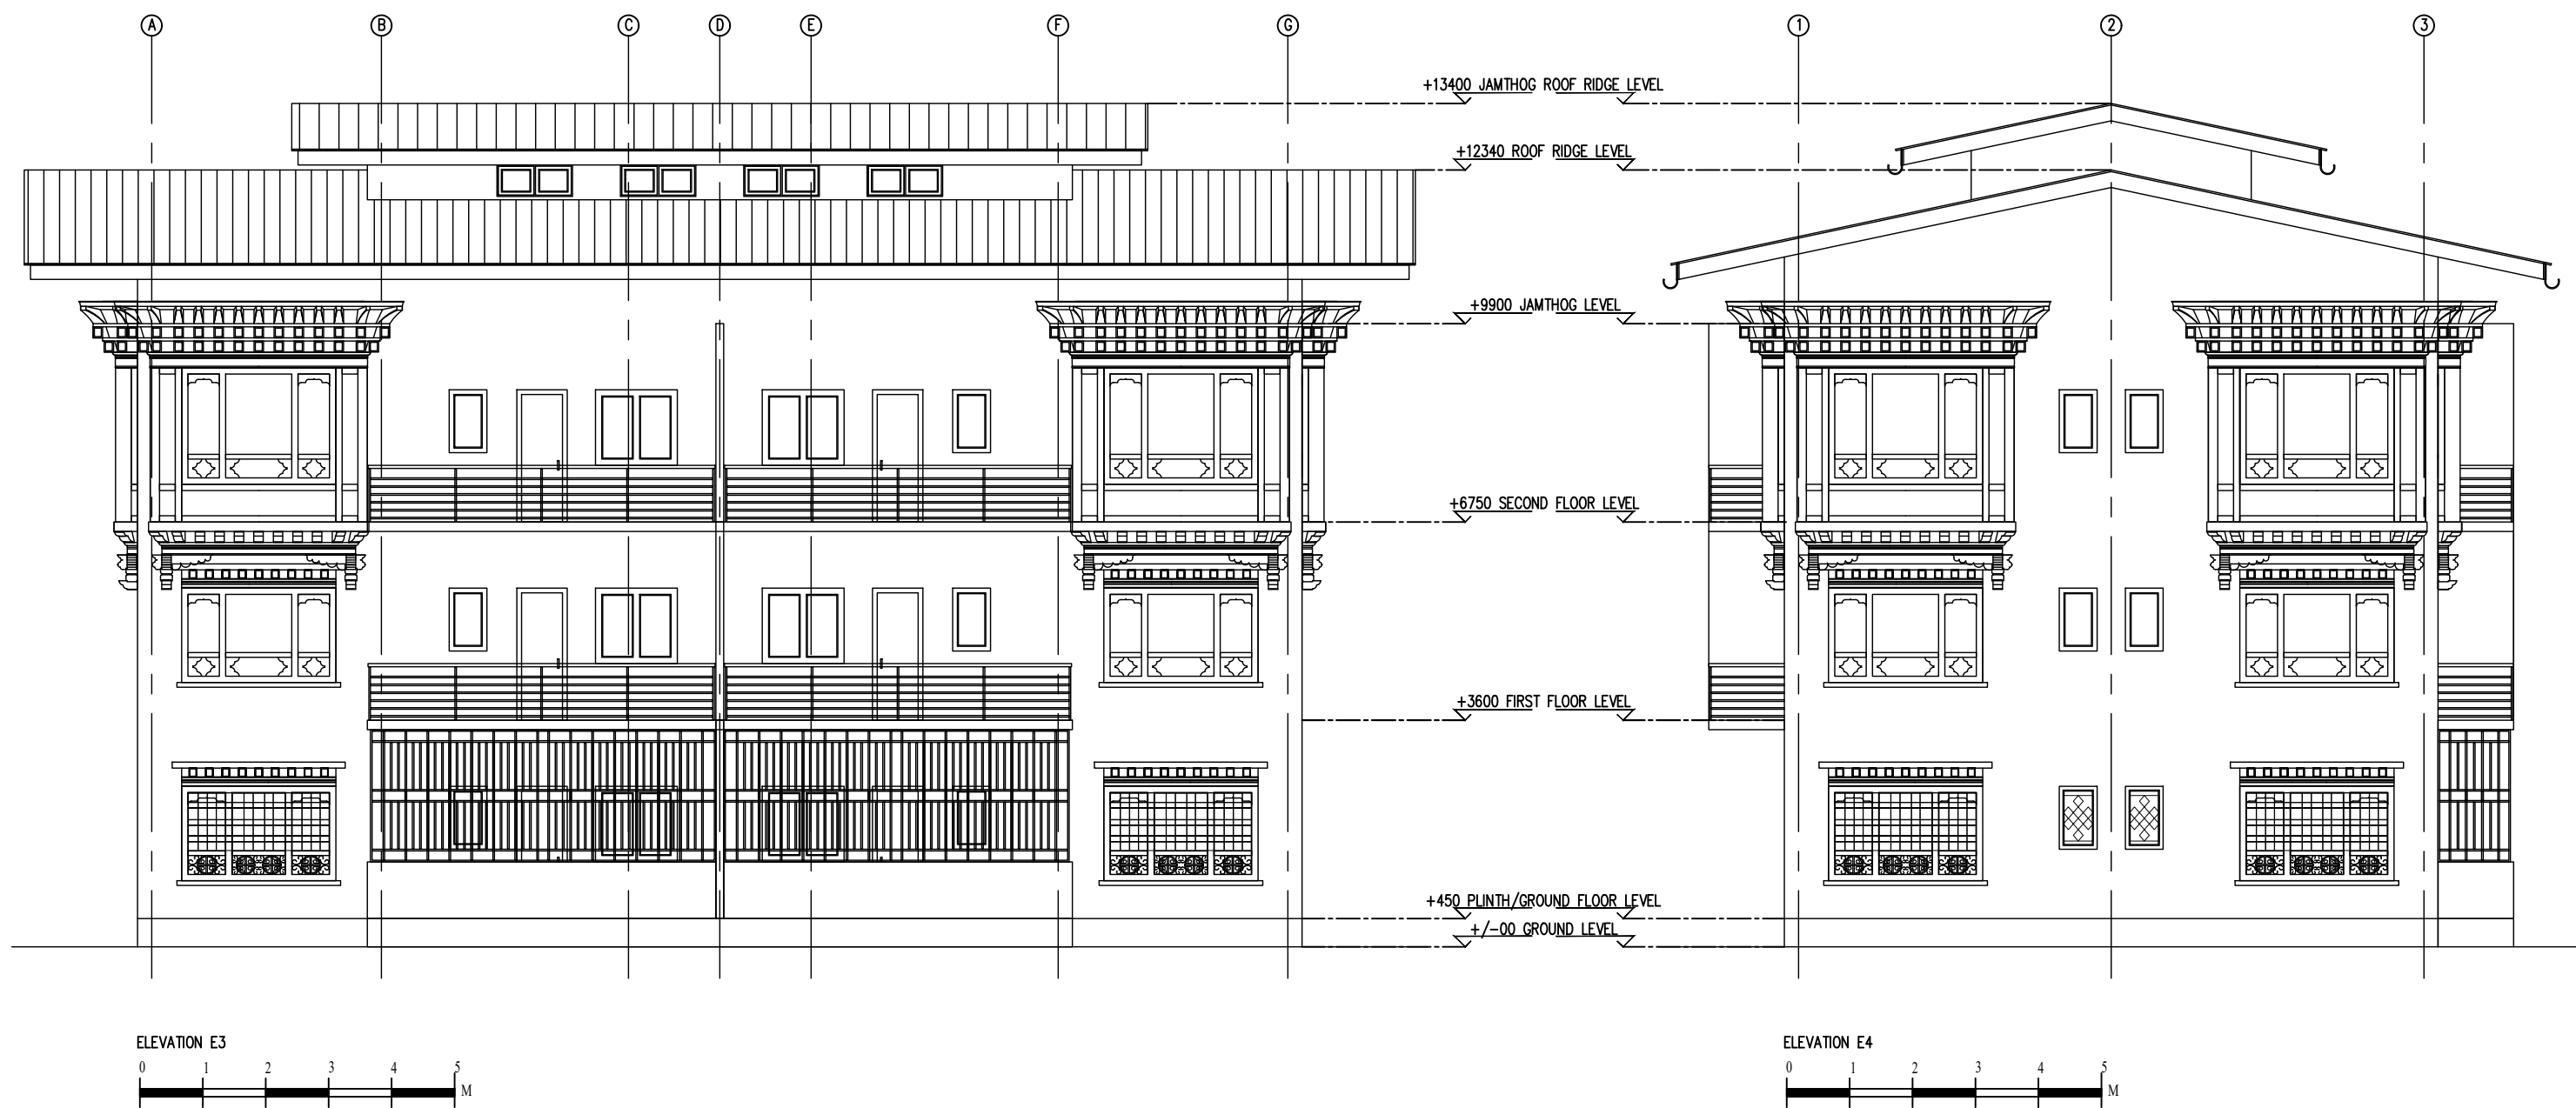 A B C D E F G 1 2 3
+13400 JAMTHOG ROOF RIDGE LEVEL
+12340 ROOF RIDGE LEVEL
+9900 JAMTHOG LEVEL
+6750 SECOND FLOOR LEVEL
+3600 FIRST FLOOR LEVEL
+450 PLINTH/GROUND FLOOR LEVEL
+/-00 GROUND LEVEL
ELEVATION E3
0 1 2 3 4 5
M
ELEVATION E4
0 1 2 3 4 5
M